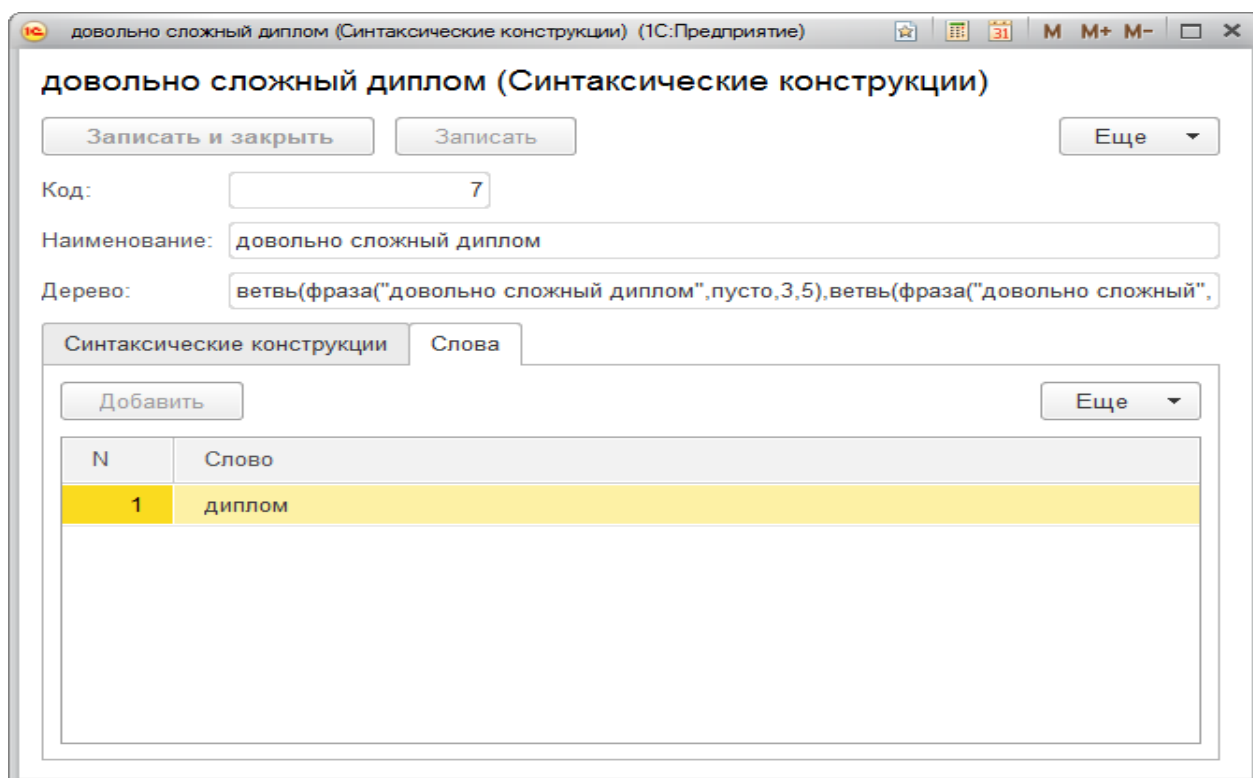 1С довольно сложный диплом (Синтаксические конструкции) (1С:Предприятие) 31 M M+ M-
довольно сложный диплом (Синтаксические конструкции)
Записать и закрыть Записать Еще
Код: 7
Наименование: довольно сложный диплом
Дерево: ветвь(фраза("довольно сложный диплом",пусто,3,5),ветвь(фраза("довольно сложный",
Синтаксические конструкции Слова
Добавить Еще
N Слово
1 диплом